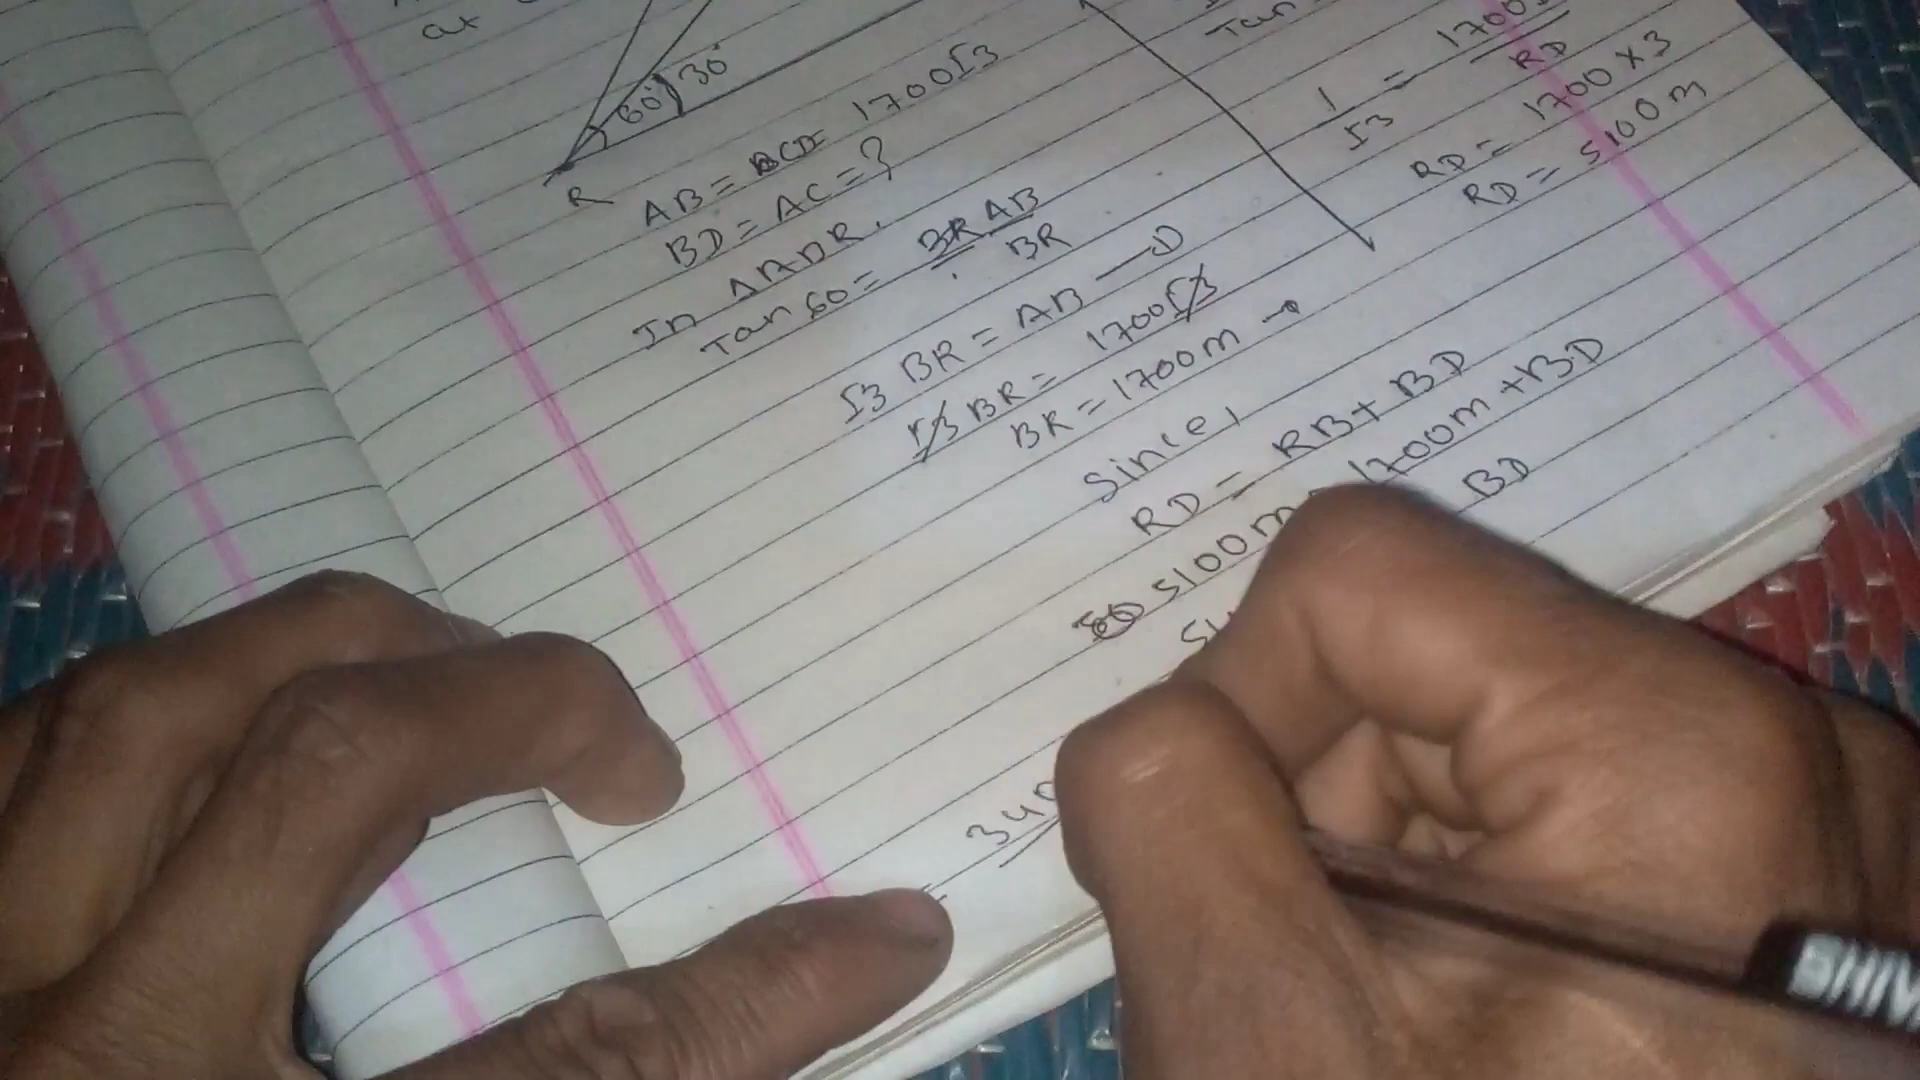 at
60° 30°
R
AB = CD = 1700√3
BD = AC = ?
In △ABR,
Tan 60 = AB/BR
√3 BR = AB —①
√3 BR = 1700√3
BR = 1700m →
Tan
1/√3 = 1700/RD
RD = 1700 × 3
RD = 5100 m
Since,
RD = RB + BD
5100m = 1700m + BD
BD
340
SHIV